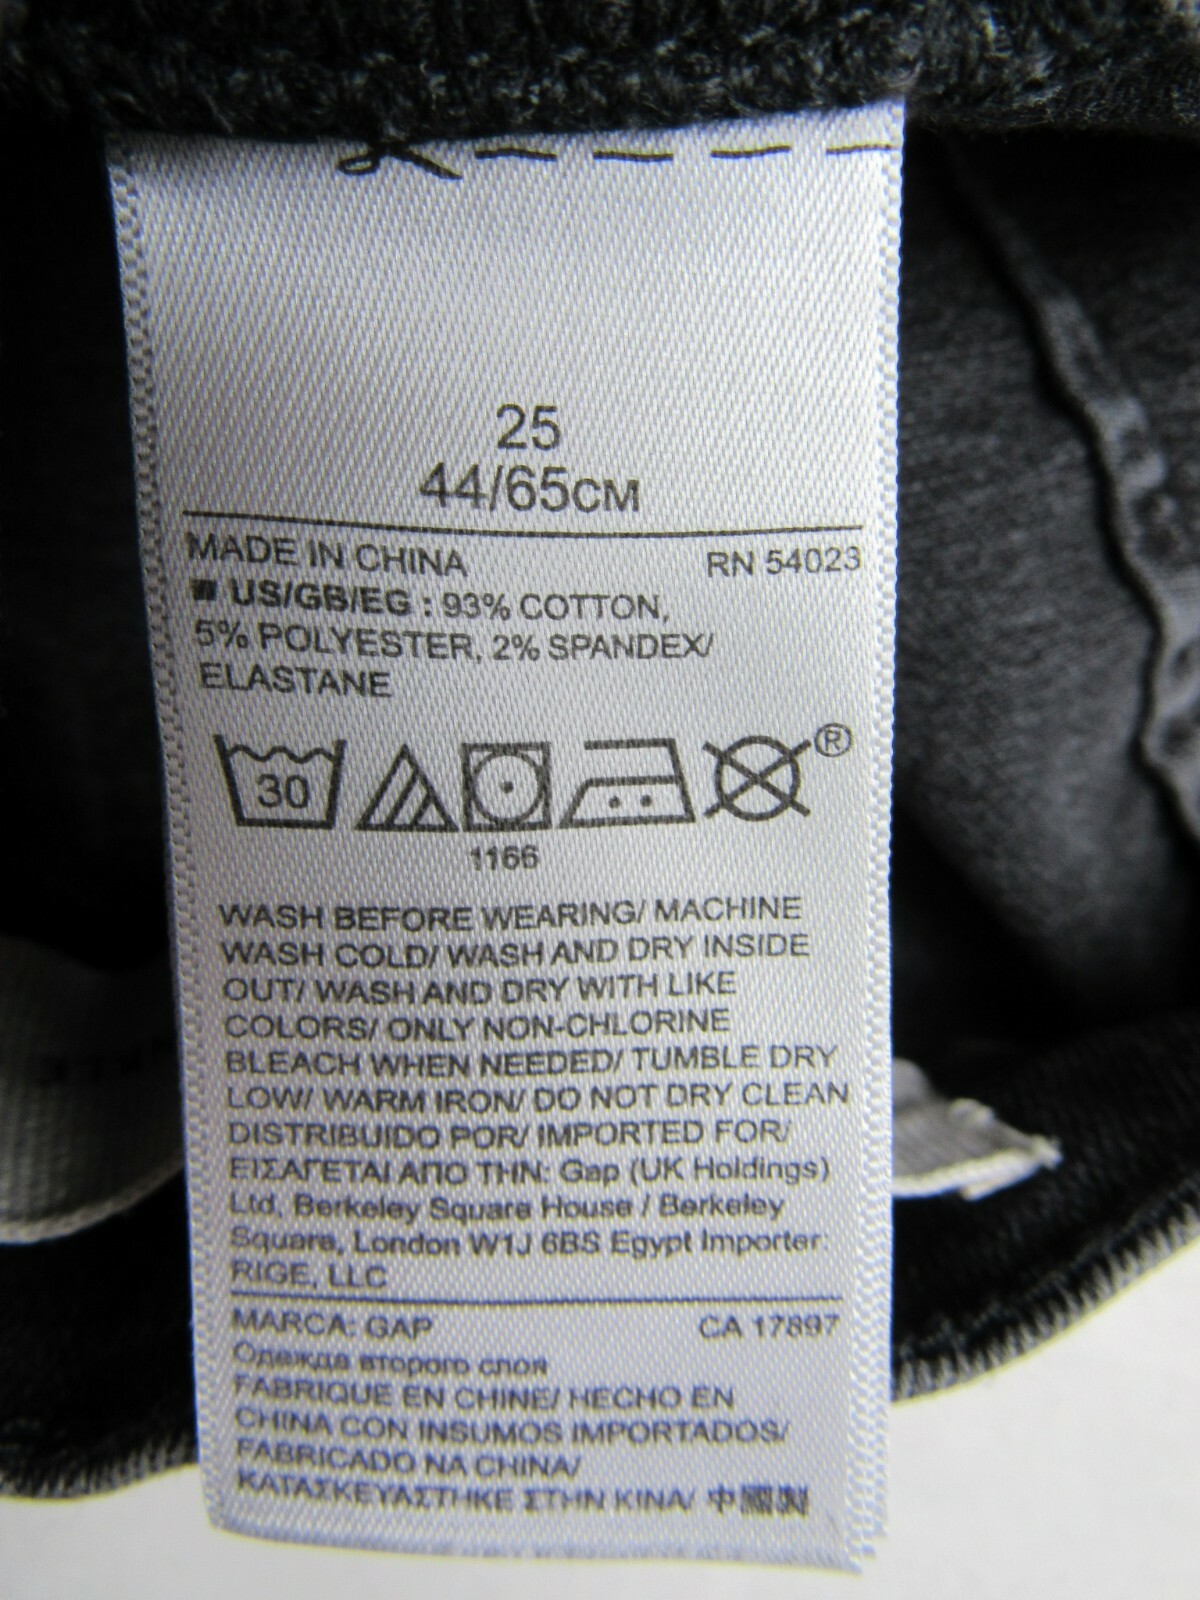 25
44/65CM
MADE IN CHINA RN 54023
US/GB/EG : 93% COTTON,
5% POLYESTER, 2% SPANDEX/
ELASTANE
30 ®
1166
WASH BEFORE WEARING/ MACHINE
WASH COLD/ WASH AND DRY INSIDE
OUT/ WASH AND DRY WITH LIKE
COLORS/ ONLY NON-CHLORINE
BLEACH WHEN NEEDED/ TUMBLE DRY
LOW/ WARM IRON/ DO NOT DRY CLEAN
DISTRIBUIDO POR/ IMPORTED FOR/
ΕΙΣΑΓΕΤΑΙ ΑΠΟ ΤΗΝ: Gap (UK Holdings)
Ltd, Berkeley Square House / Berkeley
Square, London W1J 6BS Egypt Importer:
RIGE, LLC
MARCA: GAP CA 17897
Одежда второго слоя
FABRIQUE EN CHINE/ HECHO EN
CHINA CON INSUMOS IMPORTADOS/
FABRICADO NA CHINA/
ΚΑΤΑΣΚΕΥΑΣΤΗΚΕ ΣΤΗΝ ΚΙΝΑ/ 中國製